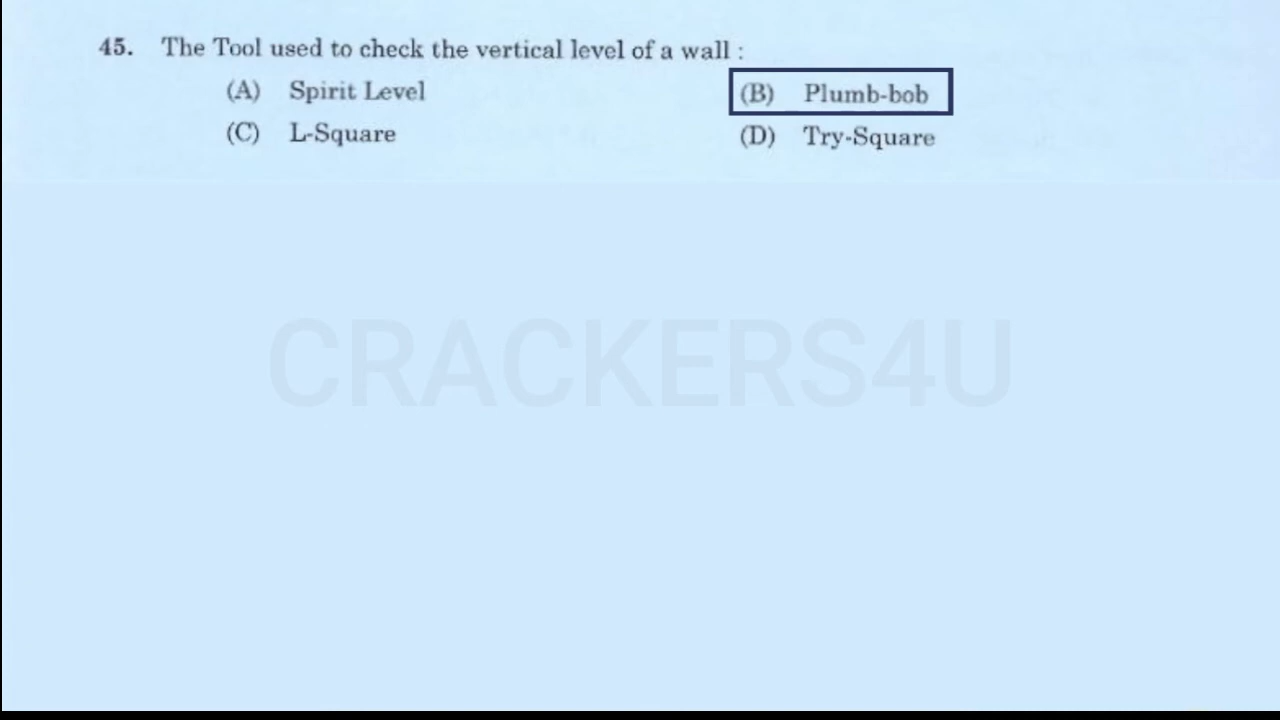 45. The Tool used to check the vertical level of a wall :
(A) Spirit Level (B) Plumb-bob
(C) L-Square (D) Try-Square
CRACKERS4U